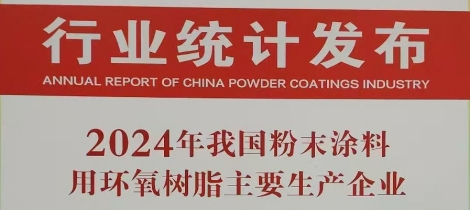 行业统计发布
ANNUAL REPORT OF CHINA POWDER COATINGS INDUSTRY
2024年我国粉末涂料
用环氧树脂主要生产企业